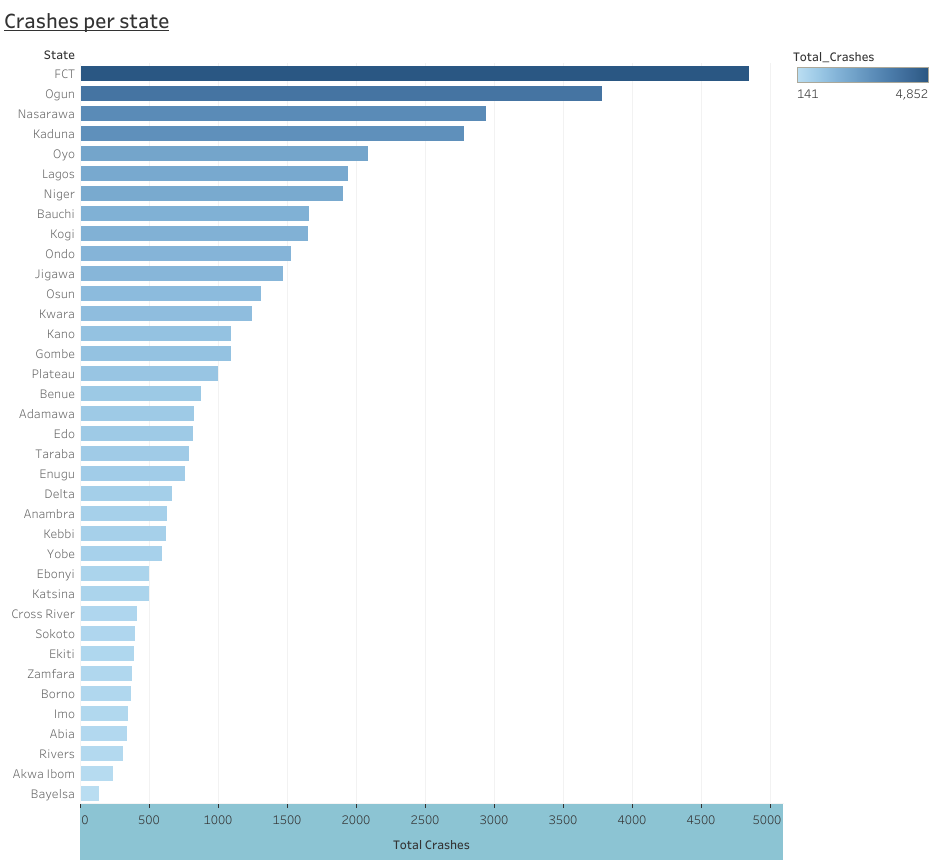 Crashes per state
State
Total_Crashes
141 4,852
FCT
Ogun
Nasarawa
Kaduna
Oyo
Lagos
Niger
Bauchi
Kogi
Ondo
Jigawa
Osun
Kwara
Kano
Gombe
Plateau
Benue
Adamawa
Edo
Taraba
Enugu
Delta
Anambra
Kebbi
Yobe
Ebonyi
Katsina
Cross River
Sokoto
Ekiti
Zamfara
Borno
Imo
Abia
Rivers
Akwa Ibom
Bayelsa
0 500 1000 1500 2000 2500 3000 3500 4000 4500 5000
Total Crashes